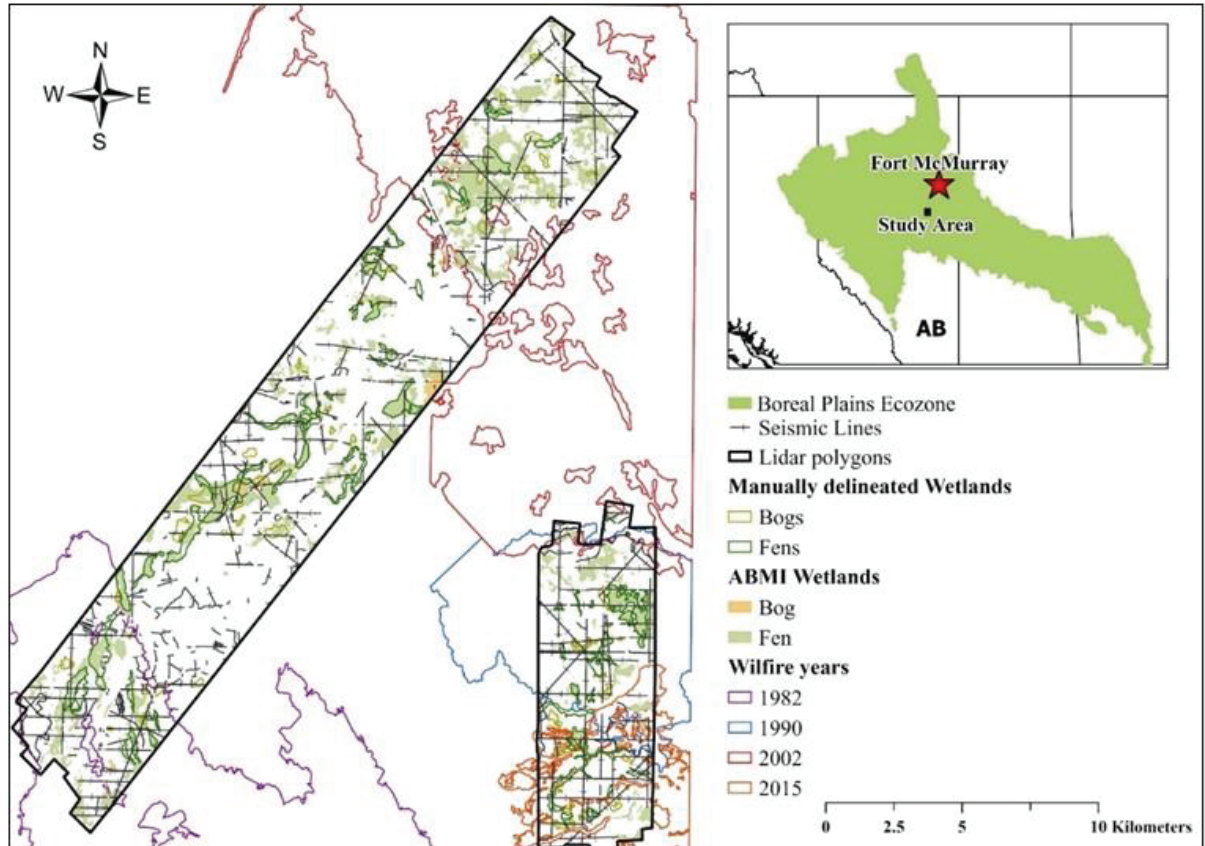 N
W E
S
Fort McMurray
Study Area
AB
Boreal Plains Ecozone
Seismic Lines
Lidar polygons
Manually delineated Wetlands
Bogs
Fens
ABMI Wetlands
Bog
Fen
Wilfire years
1982
1990
2002
2015
0 2.5 5 10 Kilometers